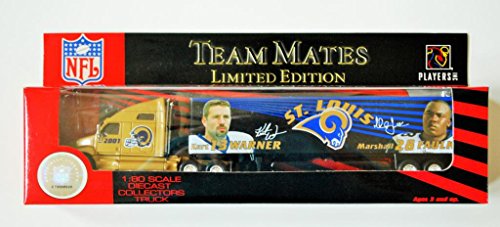 NFL
TEAM MATES
LIMITED EDITION
PLAYERS INC
2001
Kurt 13 WARNER
ST. LOUIS
Marshall 28 FAULK
1:80 SCALE
DIECAST
COLLECTORS
TRUCK
Ages 3 and up.